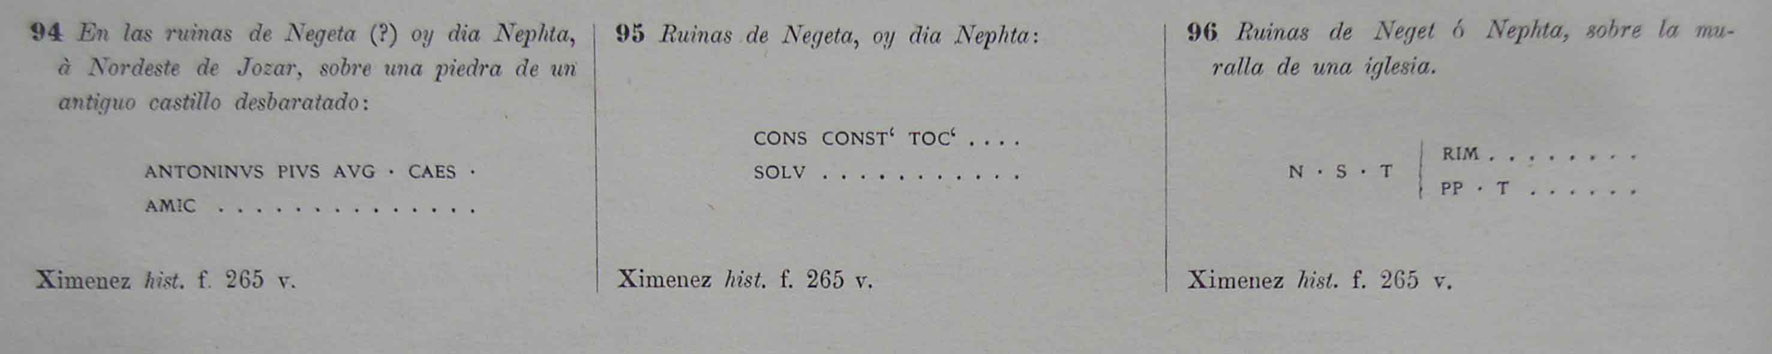 94 En las ruinas de Negeta (?) oy dia Nephta,
à Nordeste de Jozar, sobre una piedra de un
antiguo castillo desbaratado:
ANTONINVS PIVS AVG · CAES ·
AMIC . . . . . . . . . . . . . .
Ximenez hist. f. 265 v.
95 Ruinas de Negeta, oy dia Nephta:
CONS CONST‘ TOC‘ . . . .
SOLV . . . . . . . . . . .
Ximenez hist. f. 265 v.
96 Ruinas de Neget ó Nephta, sobre la mu-
ralla de una iglesia.
N · S · T
RIM . . . . . . . .
PP · T . . . . . .
Ximenez hist. f. 265 v.